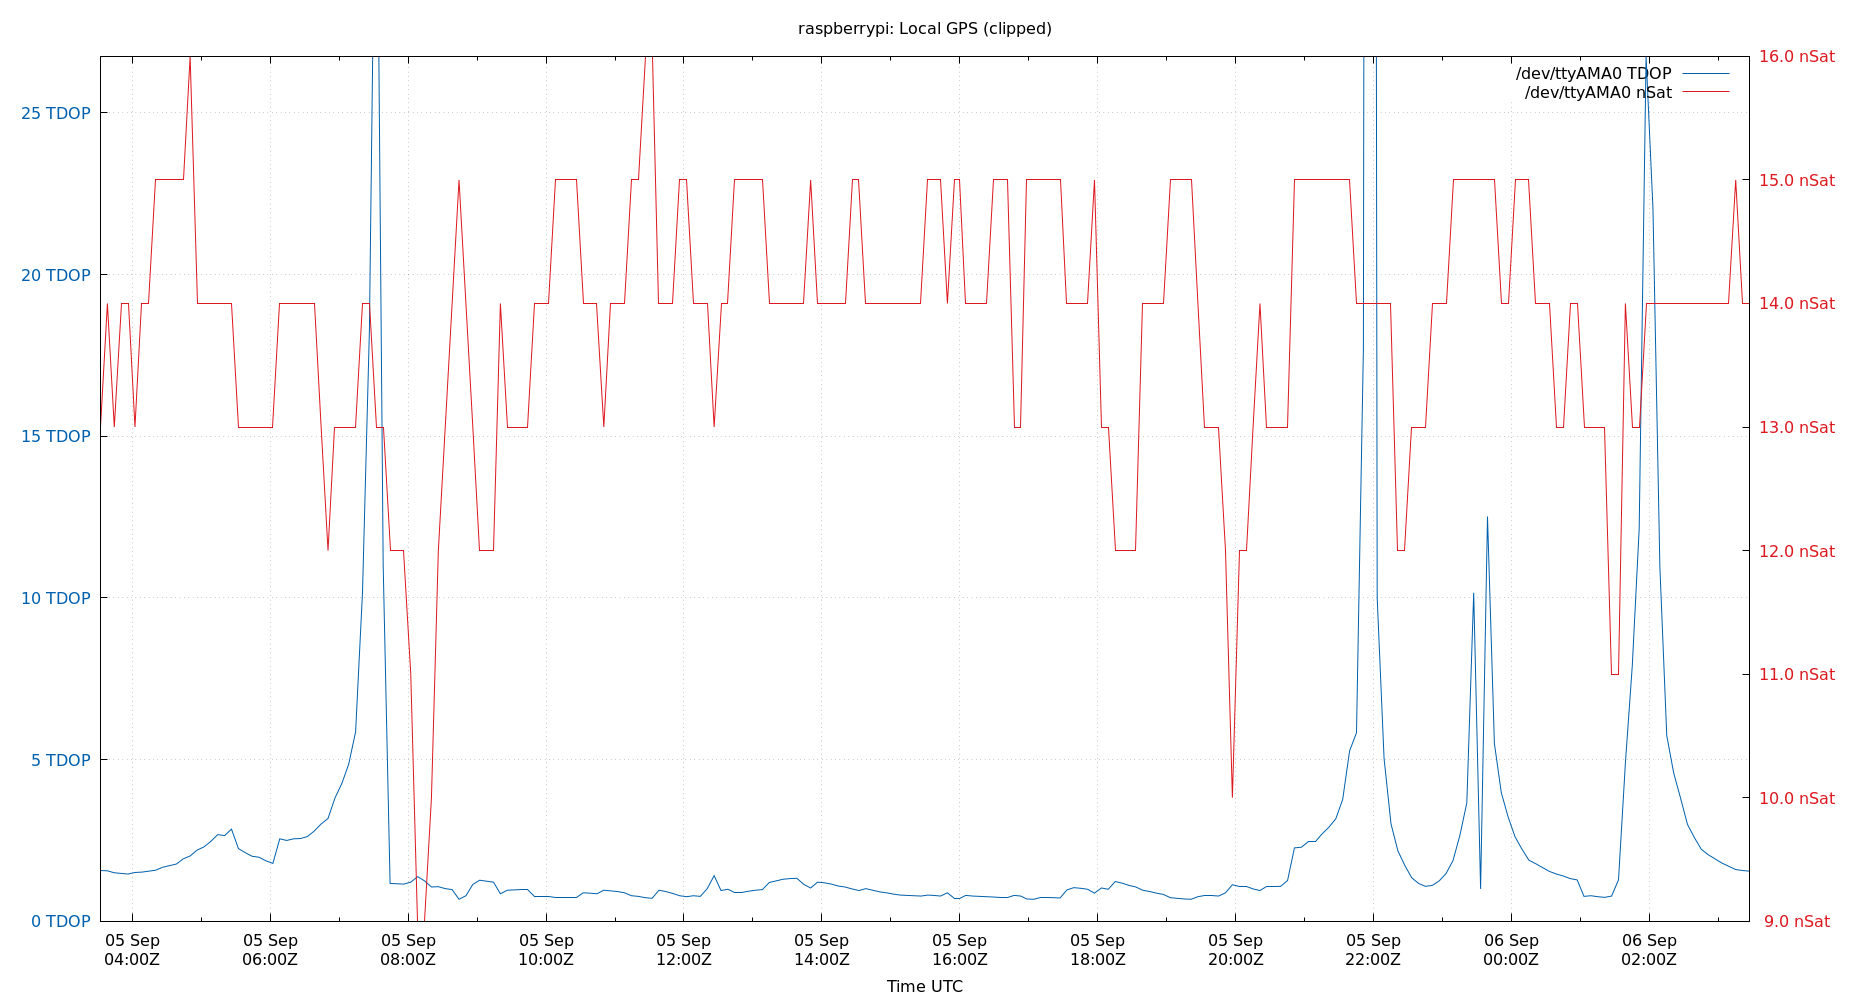 raspberrypi: Local GPS (clipped)
/dev/ttyAMA0 TDOP
/dev/ttyAMA0 nSat
25 TDOP
20 TDOP
15 TDOP
10 TDOP
5 TDOP
0 TDOP
16.0 nSat
15.0 nSat
14.0 nSat
13.0 nSat
12.0 nSat
11.0 nSat
10.0 nSat
9.0 nSat
05 Sep
04:00Z
05 Sep
06:00Z
05 Sep
08:00Z
05 Sep
10:00Z
05 Sep
12:00Z
05 Sep
14:00Z
05 Sep
16:00Z
05 Sep
18:00Z
05 Sep
20:00Z
05 Sep
22:00Z
06 Sep
00:00Z
06 Sep
02:00Z
Time UTC